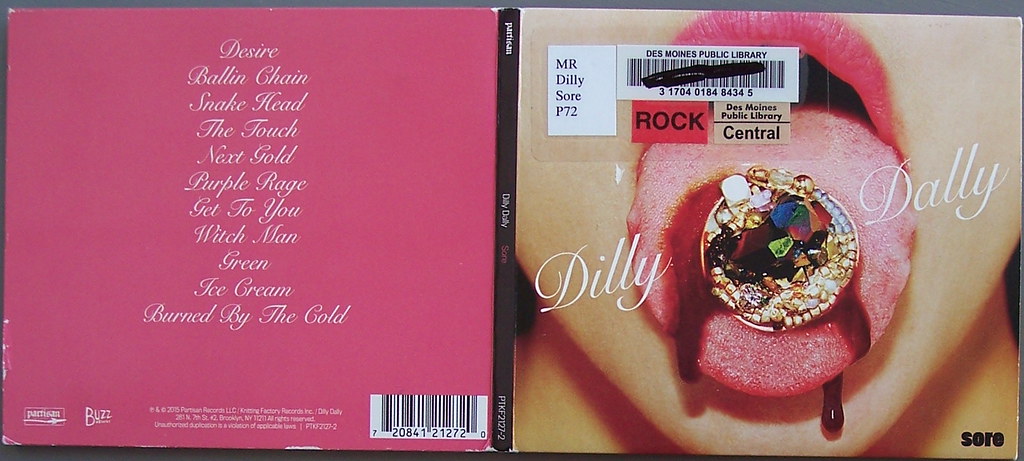 Desire
Ballin Chain
Snake Head
The Touch
Next Gold
Purple Rage
Get To You
Witch Man
Green
Ice Cream
Burned By The Cold
partisan
Buzz
℗ & © 2015 Partisan Records LLC / Knitting Factory Records Inc. / Dilly Dally
281 N. 7th St. #2, Brooklyn, NY 11211 All rights reserved.
Unauthorized duplication is a violation of applicable laws | PTKF2127-2
7 20841 21272 0
partisan
Dilly Dally Sore
PTKF2127-2
MR
Dilly
Sore
P72
DES MOINES PUBLIC LIBRARY
3 1704 0184 8434 5
ROCK
Des Moines
Public Library
Central
Dilly Dally
sore